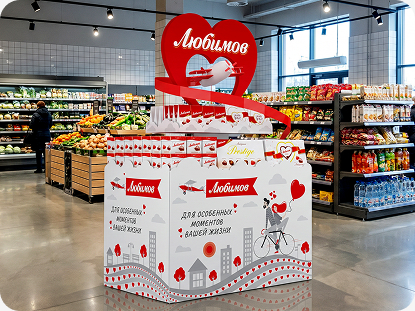 Любимов
Любимов
ДЛЯ ОСОБЕННЫХ
МОМЕНТОВ
ВАШЕЙ ЖИЗНИ
Любимов
ДЛЯ ОСОБЕННЫХ
МОМЕНТОВ
ВАШЕЙ ЖИЗНИ